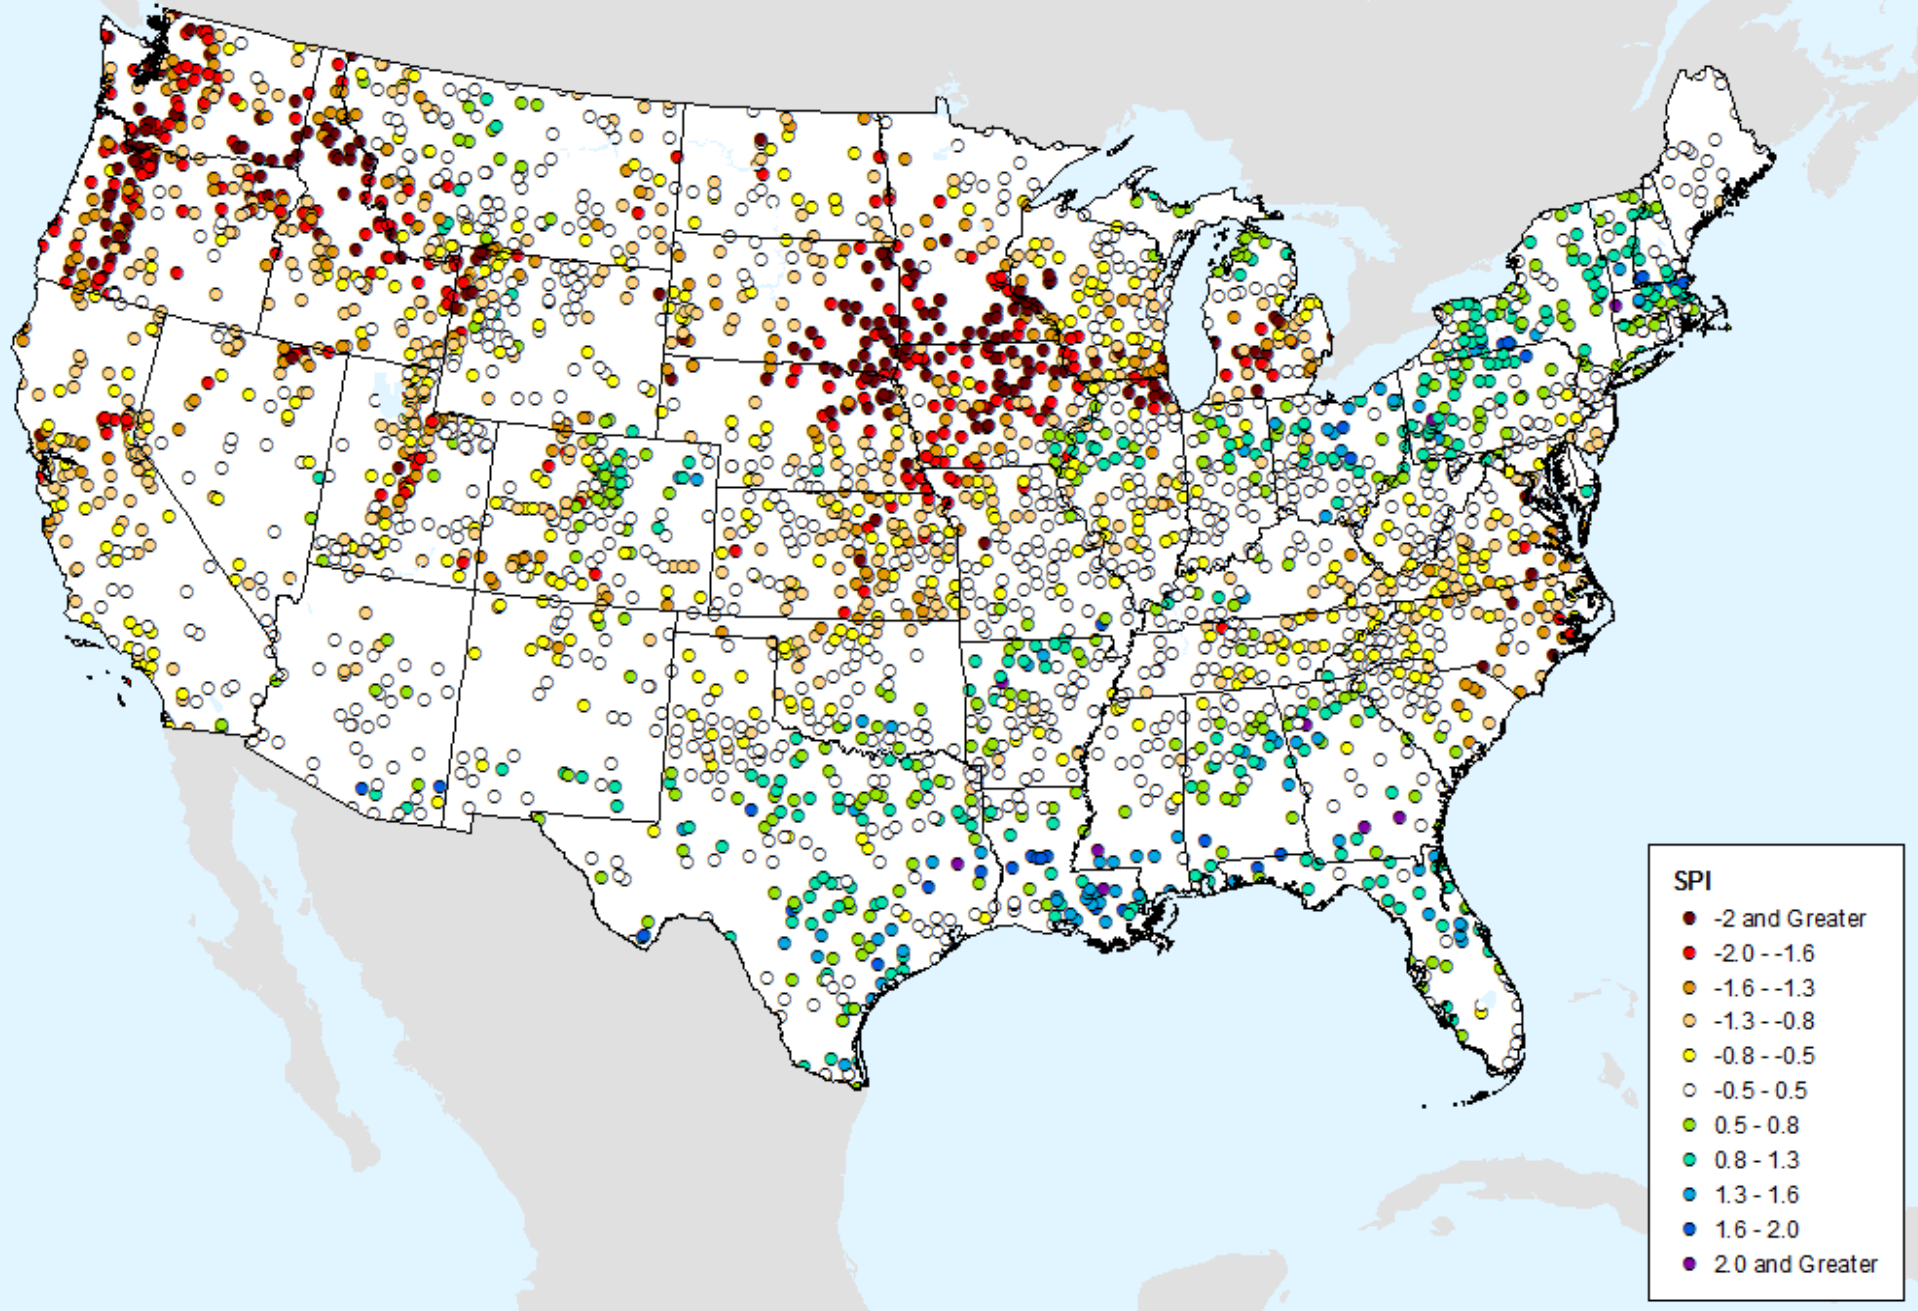 SPI
-2 and Greater
-2.0 - -1.6
-1.6 - -1.3
-1.3 - -0.8
-0.8 - -0.5
-0.5 - 0.5
0.5 - 0.8
0.8 - 1.3
1.3 - 1.6
1.6 - 2.0
2.0 and Greater